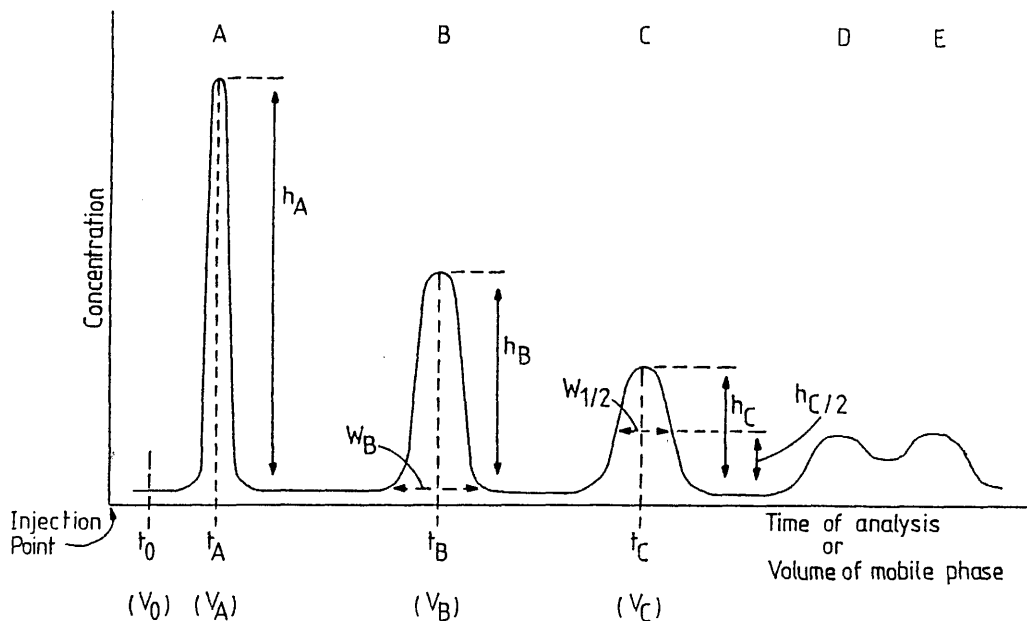 A B C D E
Concentration
h_A
h_B
W_B
W_1/2
h_C
h_C/2
Injection
Point
t_0 t_A t_B t_C
Time of analysis
or
Volume of mobile phase
(V_0) (V_A) (V_B) (V_C)